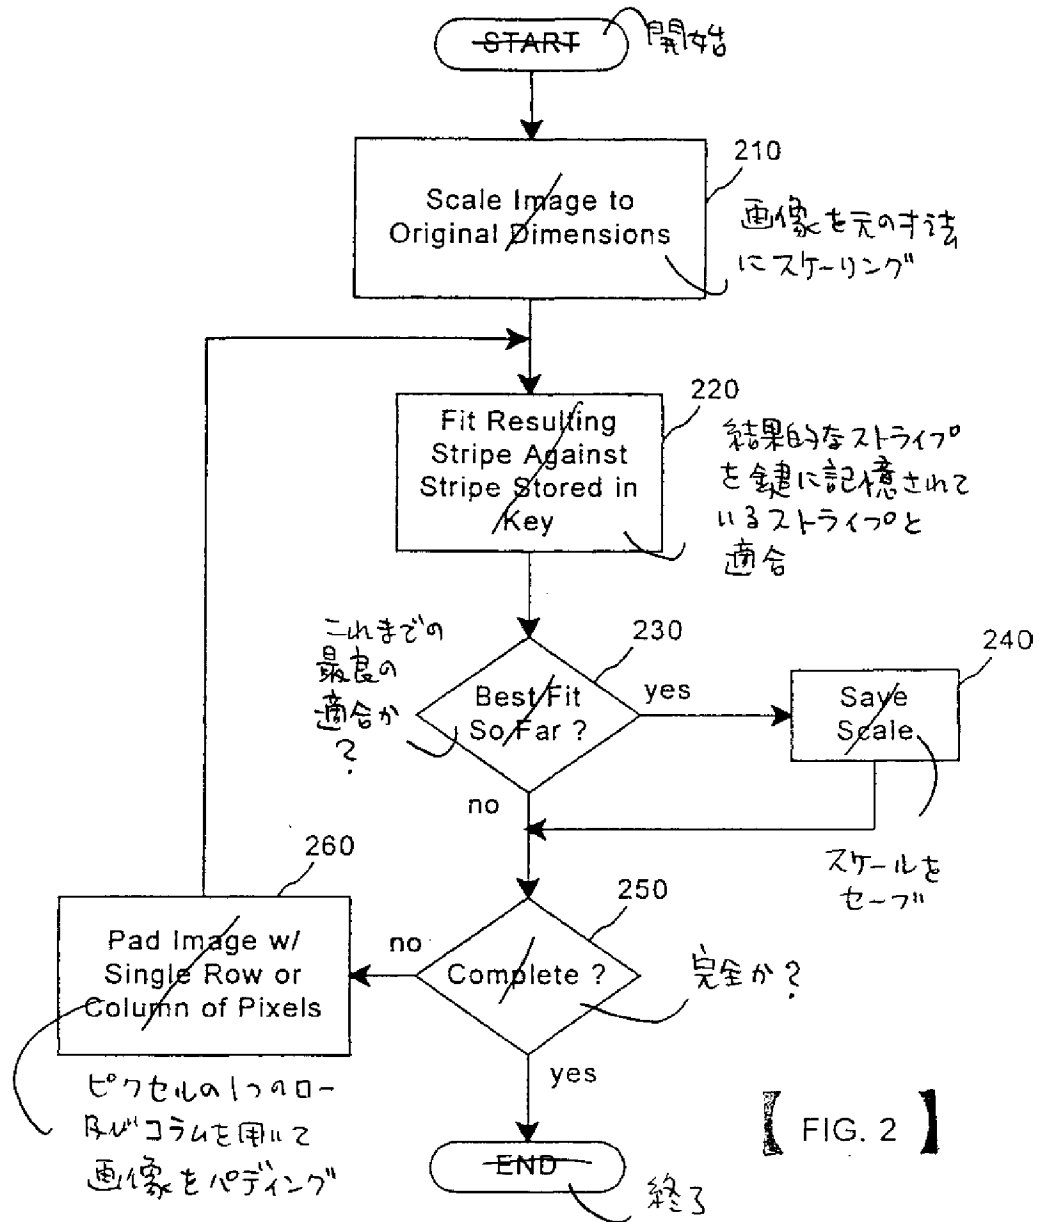 START
開始
210
Scale Image to
Original Dimensions
画像を元の寸法
にスケーリング
220
Fit Resulting
Stripe Against
Stripe Stored in
Key
結果的なストライプ
を鍵に記憶されて
いるストライプと
適合
これまでの
最良の
適合か
?
230
Best Fit
So Far ?
yes
240
Save
Scale
no
スケールを
セーブ
260
250
Pad Image w/
Single Row or
Column of Pixels
no
Complete ?
完全か?
yes
ピクセルの1つのロー
及びコラムを用いて
画像をパディング
END
終了
【 FIG. 2 】